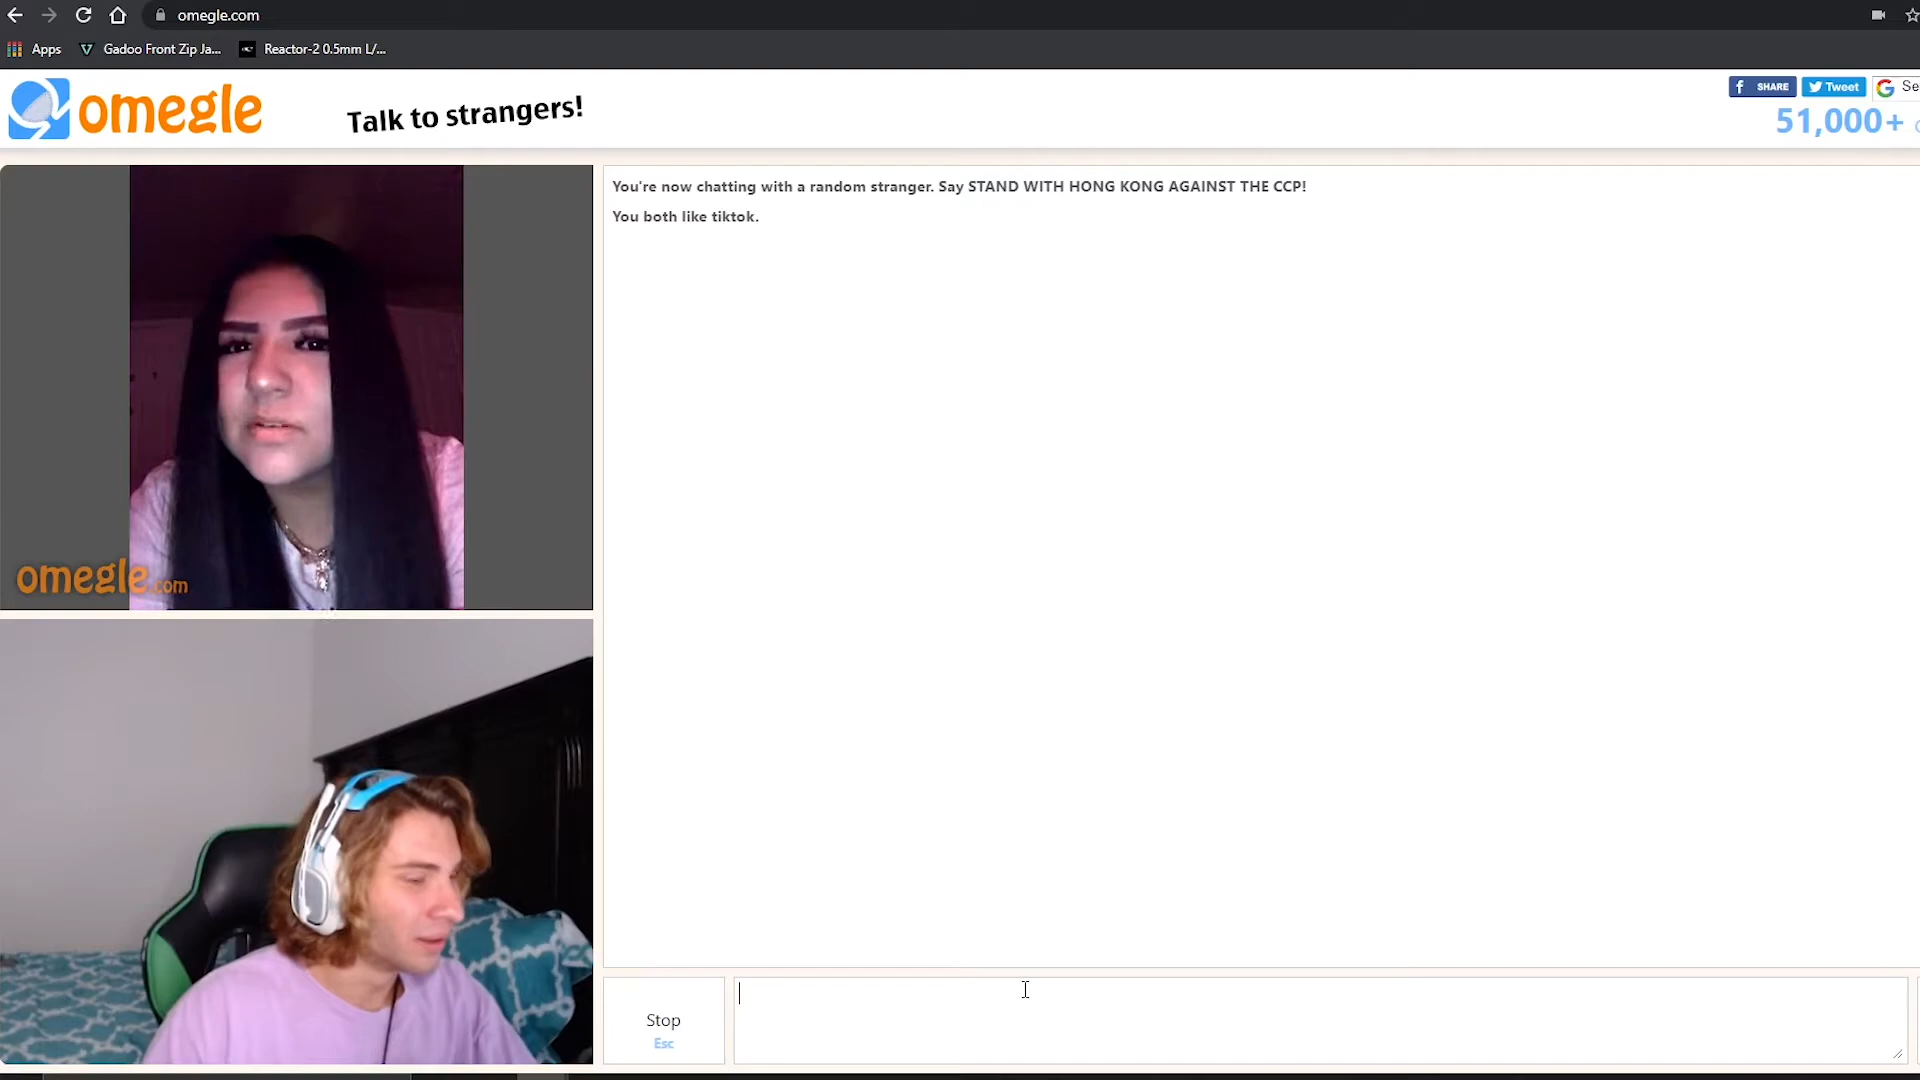 omegle.com
Apps
Gadoo Front Zip Ja...
Reactor-2 0.5mm L/...
omegle
Talk to strangers!
SHARE
Tweet
Se
51,000+
You're now chatting with a random stranger. Say STAND WITH HONG KONG AGAINST THE CCP!
You both like tiktok.
omegle.com
Stop
Esc